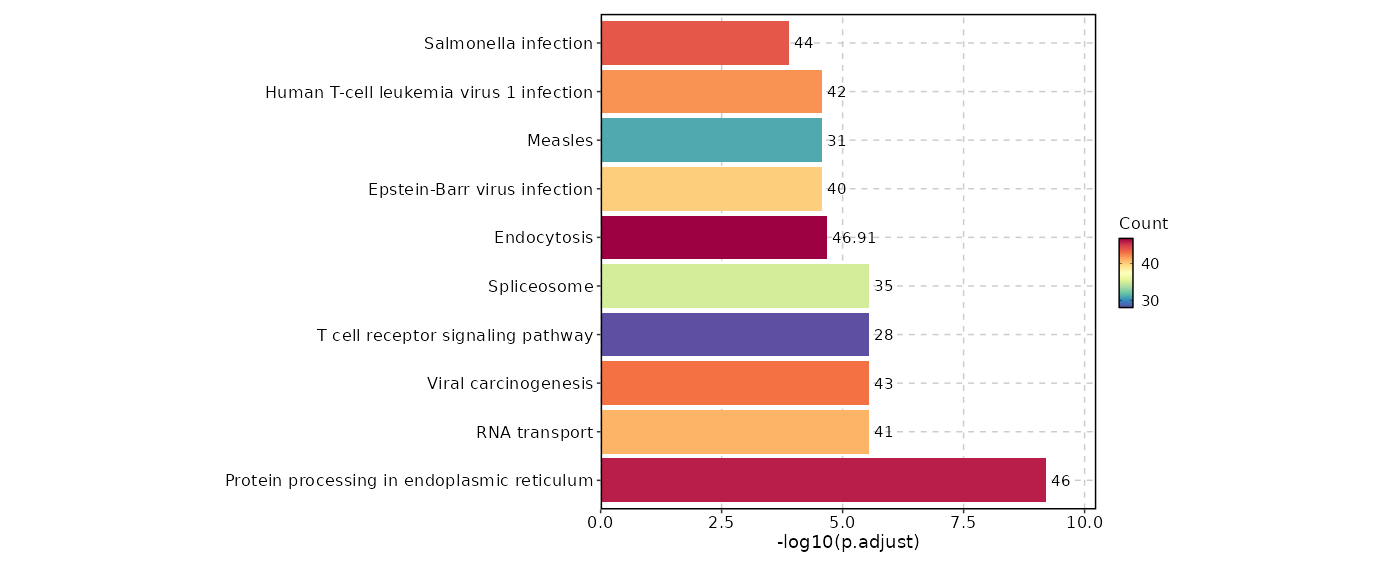 Salmonella infection 44
Human T-cell leukemia virus 1 infection 42
Measles 31
Epstein-Barr virus infection 40
Endocytosis 46.91
Spliceosome 35
T cell receptor signaling pathway 28
Viral carcinogenesis 43
RNA transport 41
Protein processing in endoplasmic reticulum 46
0.0 2.5 5.0 7.5 10.0
-log10(p.adjust)
Count
40
30